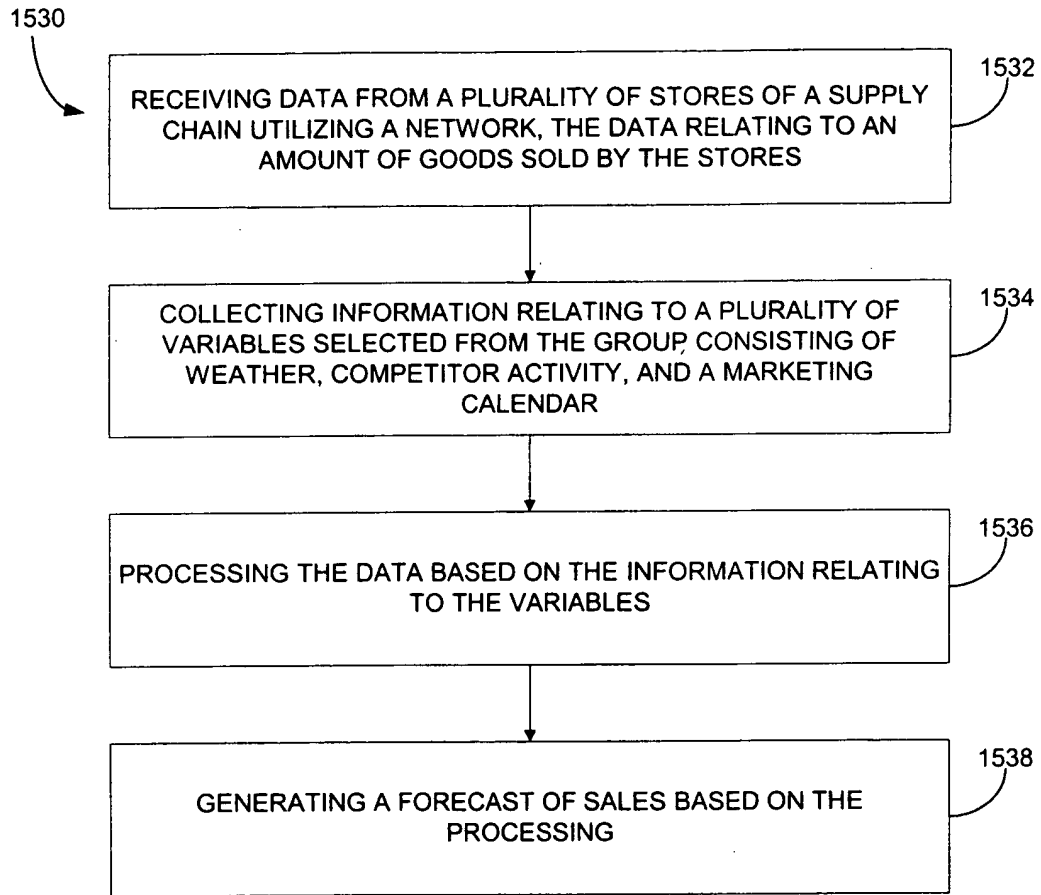 1530
1532
RECEIVING DATA FROM A PLURALITY OF STORES OF A SUPPLY
CHAIN UTILIZING A NETWORK, THE DATA RELATING TO AN
AMOUNT OF GOODS SOLD BY THE STORES
1534
COLLECTING INFORMATION RELATING TO A PLURALITY OF
VARIABLES SELECTED FROM THE GROUP CONSISTING OF
WEATHER, COMPETITOR ACTIVITY, AND A MARKETING
CALENDAR
1536
PROCESSING THE DATA BASED ON THE INFORMATION RELATING
TO THE VARIABLES
1538
GENERATING A FORECAST OF SALES BASED ON THE
PROCESSING